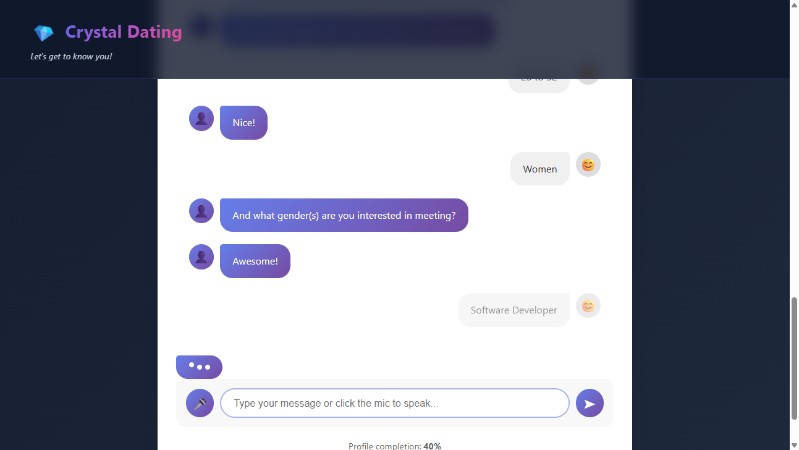 Crystal Dating
Let's get to know you!
Nice!
Women
And what gender(s) are you interested in meeting?
Awesome!
Software Developer
Type your message or click the mic to speak...
Profile completion: 40%